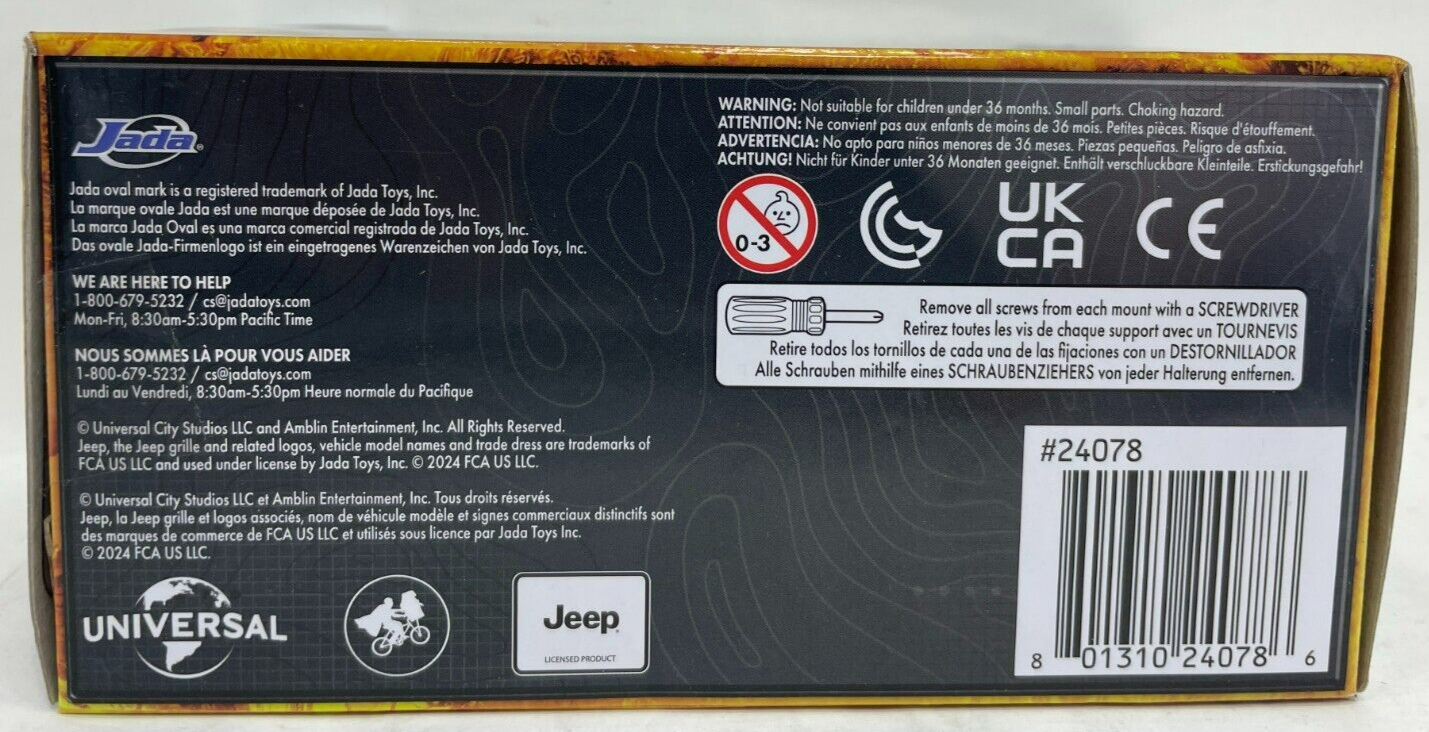 Jada®
Jada oval mark is a registered trademark of Jada Toys, Inc.
La marque ovale Jada est une marque déposée de Jada Toys, Inc.
La marca Jada Oval es una marca comercial registrada de Jada Toys, Inc.
Das ovale Jada-Firmenlogo ist ein eingetragenes Warenzeichen von Jada Toys, Inc.
WE ARE HERE TO HELP
1-800-679-5232 / cs@jadatoys.com
Mon-Fri, 8:30am-5:30pm Pacific Time
NOUS SOMMES LÀ POUR VOUS AIDER
1-800-679-5232 / cs@jadatoys.com
Lundi au Vendredi, 8:30am-5:30pm Heure normale du Pacifique
© Universal City Studios LLC and Amblin Entertainment, Inc. All Rights Reserved.
Jeep, the Jeep grille and related logos, vehicle model names and trade dress are trademarks of
FCA US LLC and used under license by Jada Toys, Inc. © 2024 FCA US LLC.
© Universal City Studios LLC et Amblin Entertainment, Inc. Tous droits réservés.
Jeep, la Jeep grille et logos associés, nom de véhicule modèle et signes commerciaux distinctifs sont
des marques de commerce de FCA US LLC et utilisés sous licence par Jada Toys Inc.
© 2024 FCA US LLC.
UNIVERSAL
Jeep®
LICENSED PRODUCT
WARNING: Not suitable for children under 36 months. Small parts. Choking hazard.
ATTENTION: Ne convient pas aux enfants de moins de 36 mois. Petites pièces. Risque d'étouffement.
ADVERTENCIA: No apto para niños menores de 36 meses. Piezas pequeñas. Peligro de asfixia.
ACHTUNG! Nicht für Kinder unter 36 Monaten geeignet. Enthält verschluckbare Kleinteile. Erstickungsgefahr!
0-3
UK
CA
CE
Remove all screws from each mount with a SCREWDRIVER
Retirez toutes les vis de chaque support avec un TOURNEVIS
Retire todos los tornillos de cada una de las fijaciones con un DESTORNILLADOR
Alle Schrauben mithilfe eines SCHRAUBENZIEHERS von jeder Halterung entfernen.
#24078
8 01310 24078 6